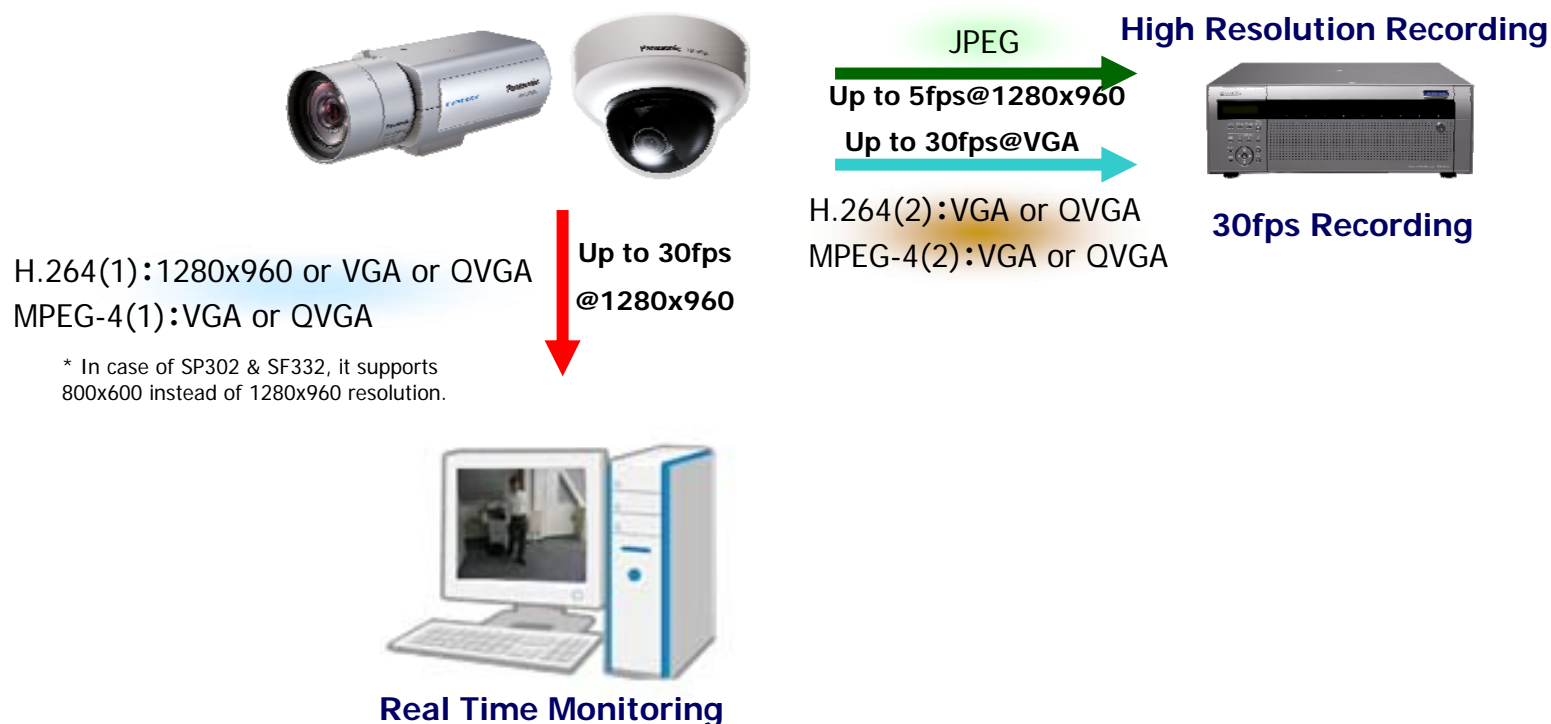 JPEG
High Resolution Recording
Panasonic
Panasonic
Up to 5fps@1280x960
Up to 30fps@VGA
H.264(2):VGA or QVGA
MPEG-4(2):VGA or QVGA
30fps Recording
Up to 30fps
@1280x960
H.264(1):1280x960 or VGA or QVGA
MPEG-4(1):VGA or QVGA
* In case of SP302 & SF332, it supports
800x600 instead of 1280x960 resolution.
Real Time Monitoring